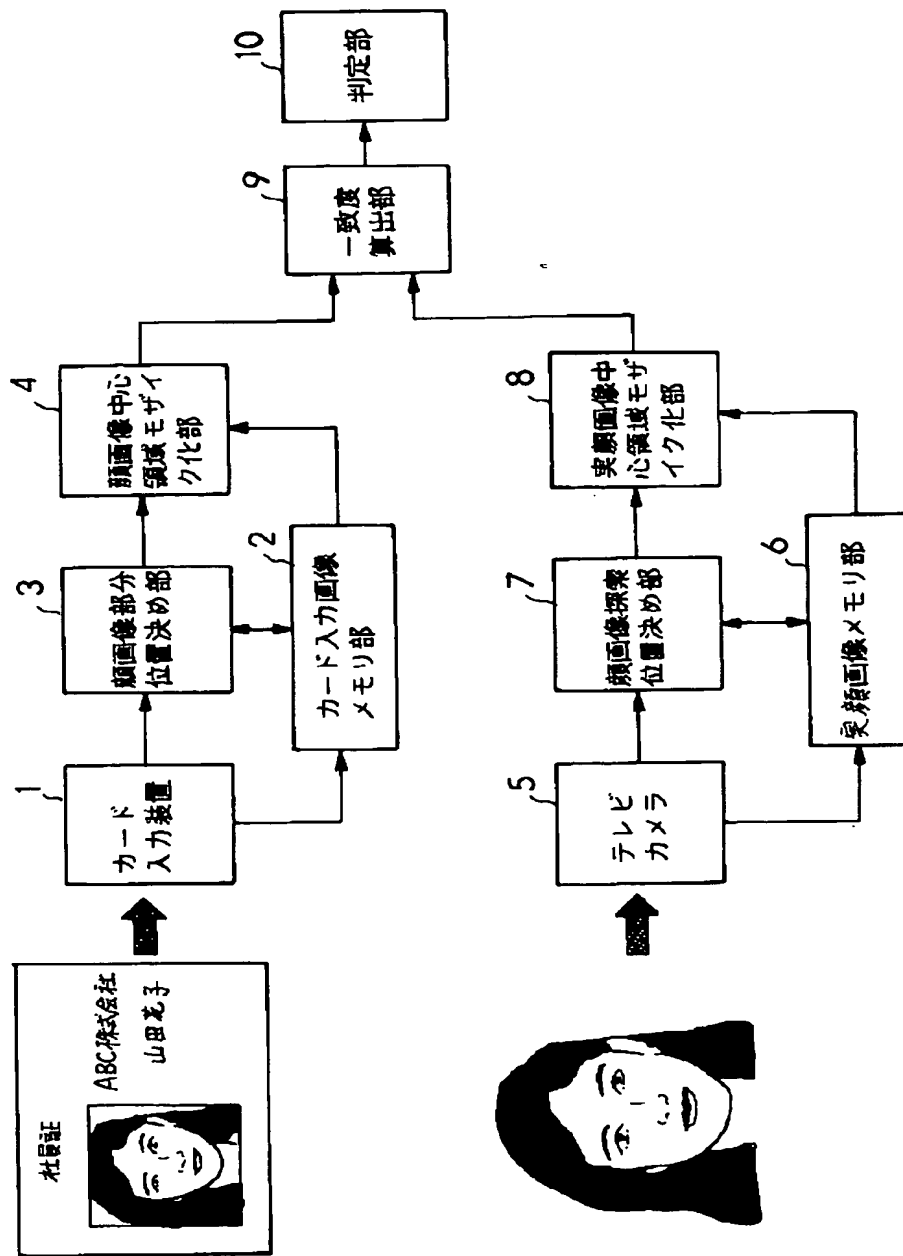 社員証
ABC株式会社
山田花子
1
カード
入力装置
2
カード入力画像
メモリ部
3
顔画像部分
位置決め部
4
顔画像中心
領域モザイ
ク化部
5
テレビ
カメラ
6
実顔画像メモリ部
7
顔画像探索
位置決め部
8
実顔画像中
心領域モザ
イク化部
9
一致度
算出部
10
判定部